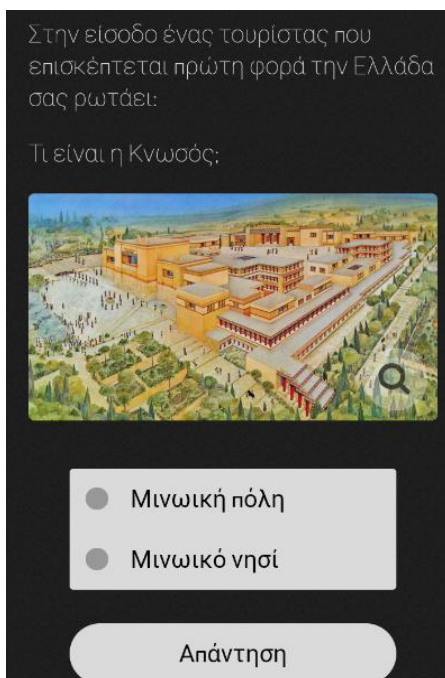 Στην είσοδο ένας τουρίστας που
επισκέπτεται πρώτη φορά την Ελλάδα
σας ρωτάει:
Τι είναι η Κνωσός;
Μινωική πόλη
Μινωικό νησί
Απάντηση